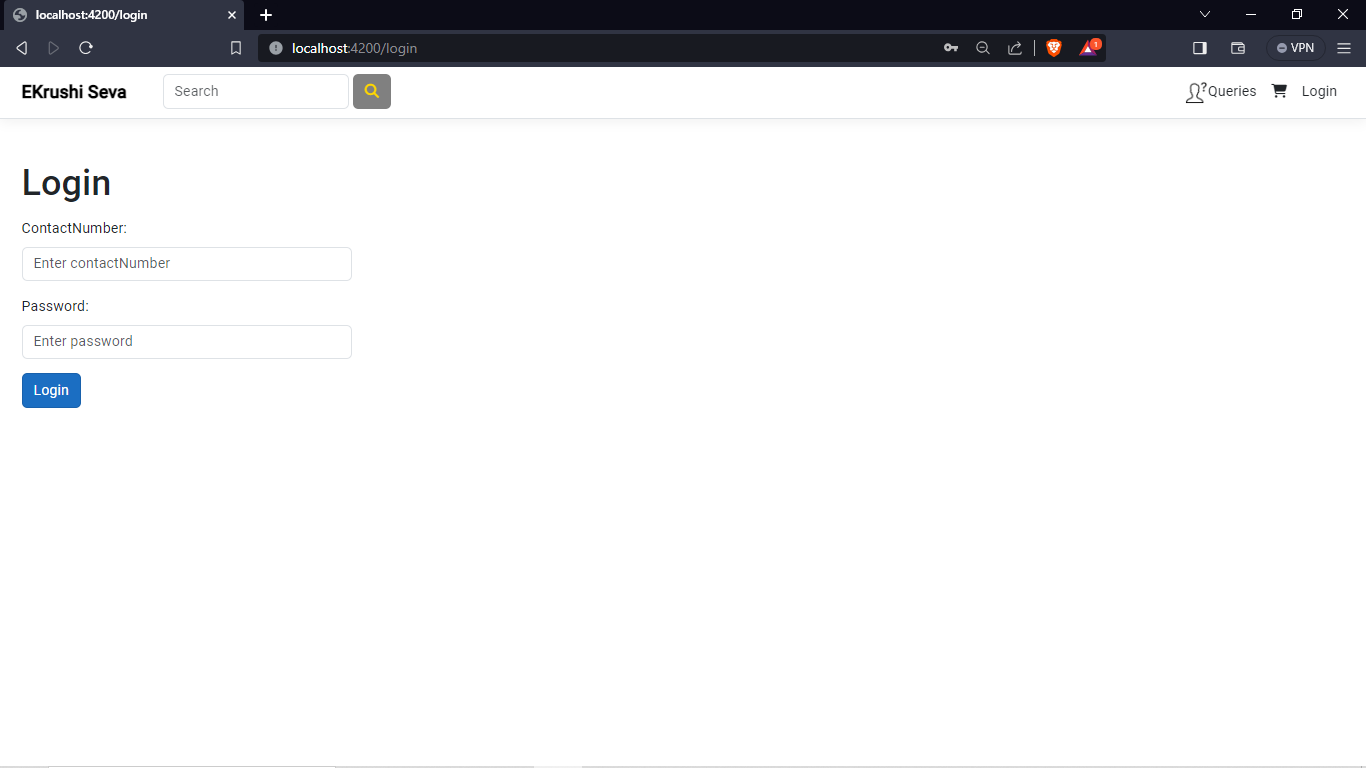 localhost:4200/login
localhost:4200/login
1
VPN
EKrushi Seva
Search
?Queries
Login
Login
ContactNumber:
Enter contactNumber
Password:
Enter password
Login